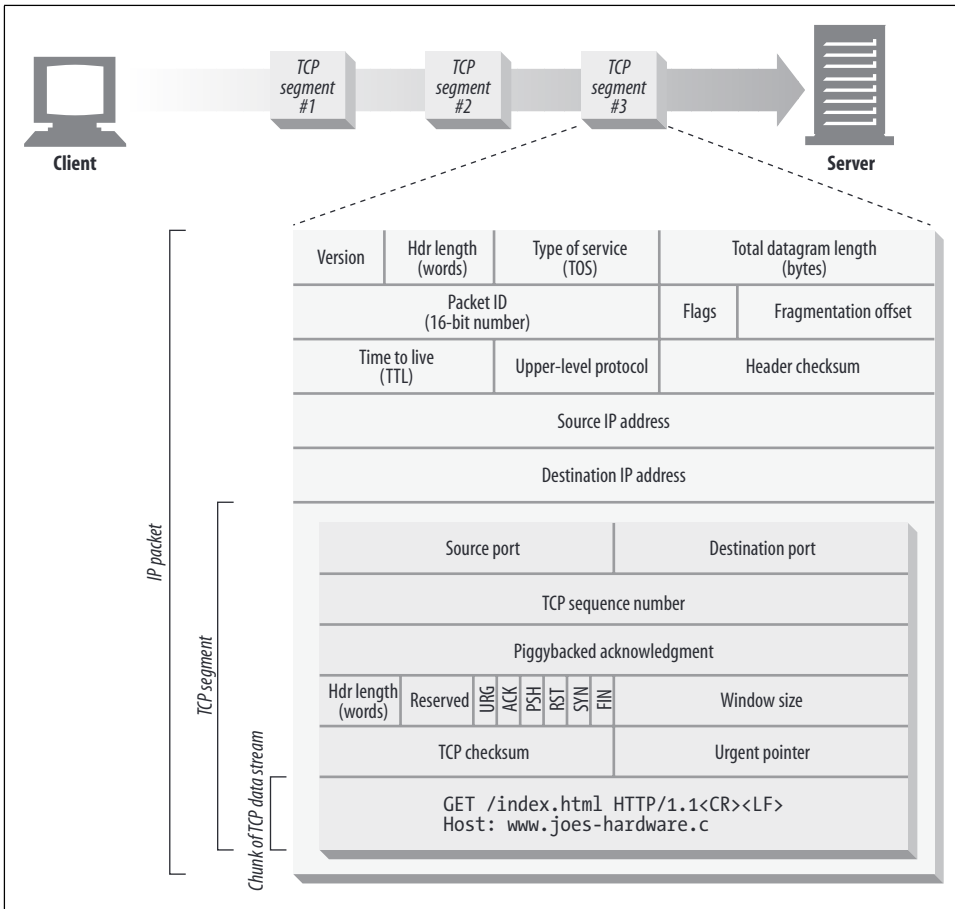 TCP
segment
#1
TCP
segment
#2
TCP
segment
#3
Client
Server
Version
Hdr length
(words)
Type of service
(TOS)
Total datagram length
(bytes)
Packet ID
(16-bit number)
Flags
Fragmentation offset
Time to live
(TTL)
Upper-level protocol
Header checksum
Source IP address
Destination IP address
IP packet
TCP segment
Source port
Destination port
TCP sequence number
Piggybacked acknowledgment
Hdr length
(words)
Reserved
URG
ACK
PSH
RST
SYN
FIN
Window size
TCP checksum
Urgent pointer
Chunk of TCP data stream
GET /index.html HTTP/1.1<CR><LF>
Host: www.joes-hardware.c